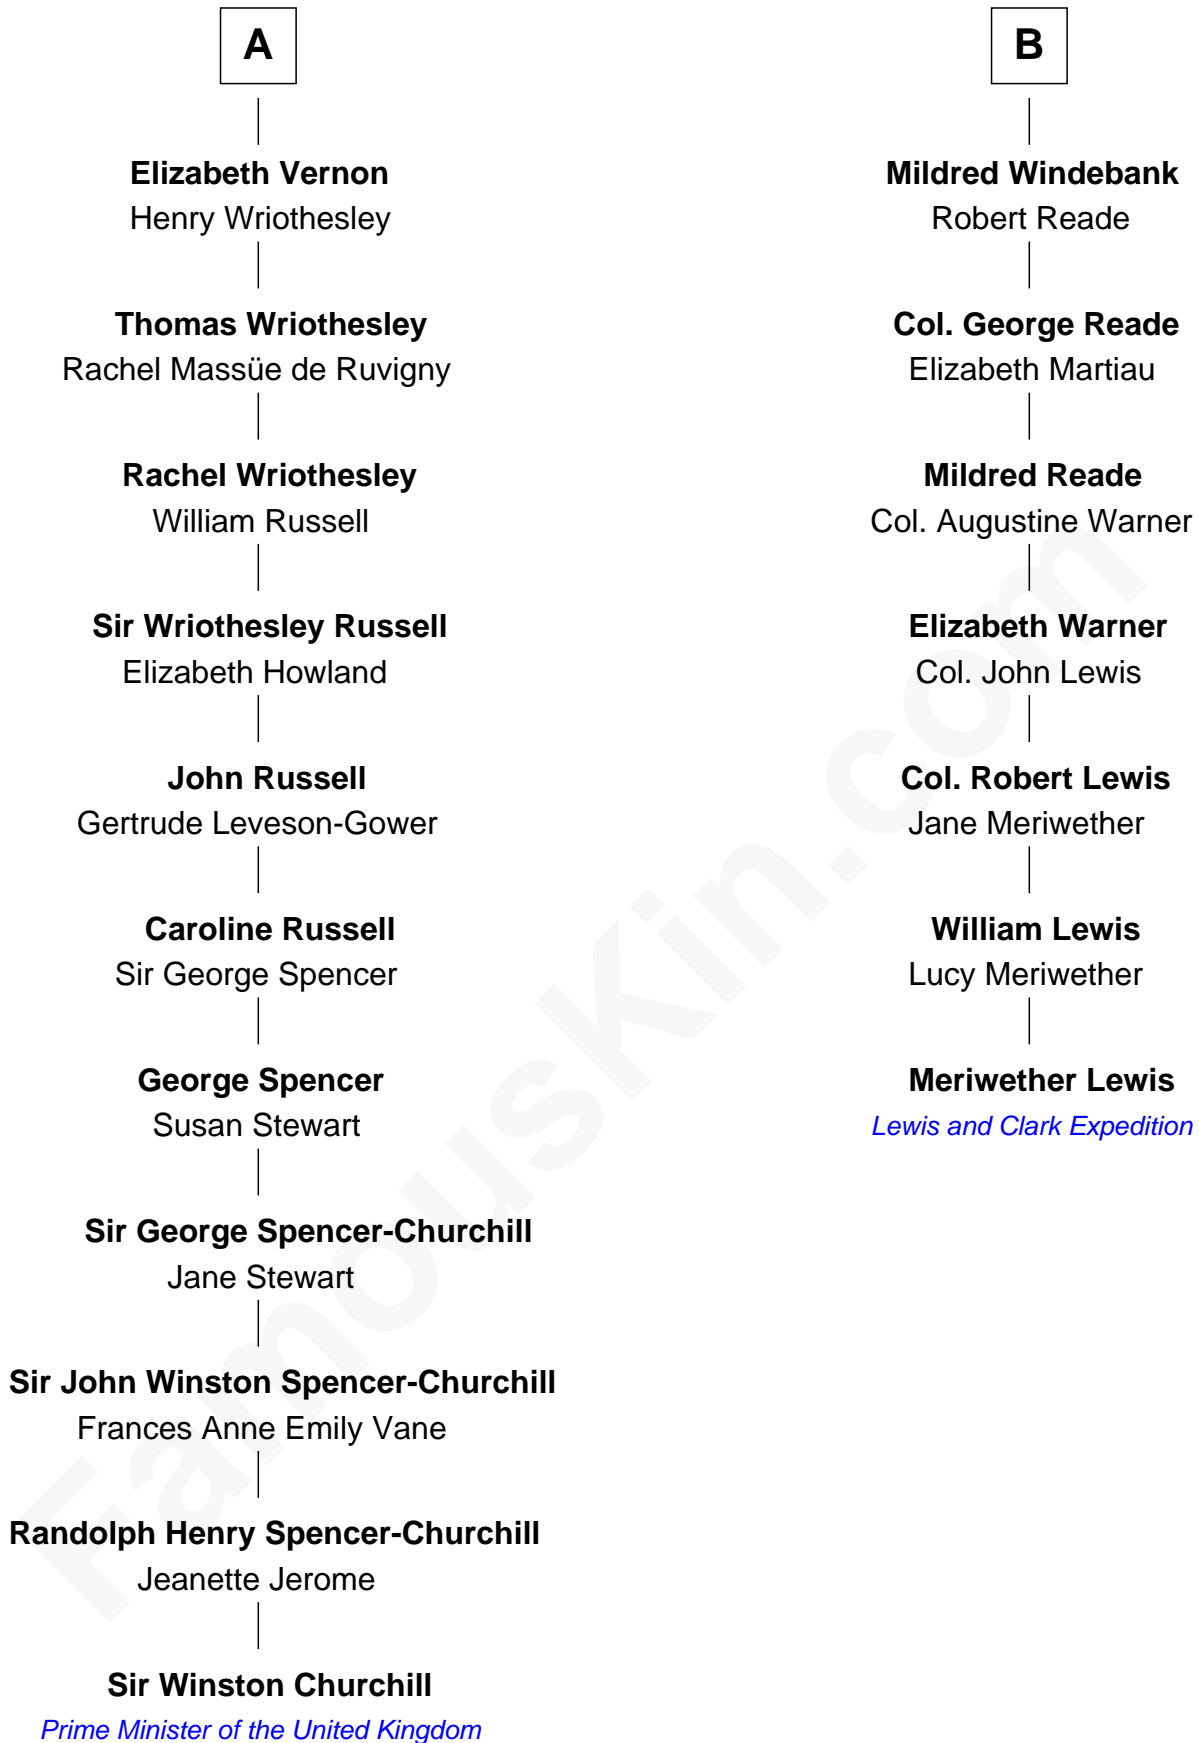 A
Elizabeth Vernon
Henry Wriothesley
Thomas Wriothesley
Rachel Massüe de Ruvigny
Rachel Wriothesley
William Russell
Sir Wriothesley Russell
Elizabeth Howland
John Russell
Gertrude Leveson-Gower
Caroline Russell
Sir George Spencer
George Spencer
Susan Stewart
Sir George Spencer-Churchill
Jane Stewart
Sir John Winston Spencer-Churchill
Frances Anne Emily Vane
Randolph Henry Spencer-Churchill
Jeanette Jerome
Sir Winston Churchill
Prime Minister of the United Kingdom
B
Mildred Windebank
Robert Reade
Col. George Reade
Elizabeth Martiau
Mildred Reade
Col. Augustine Warner
Elizabeth Warner
Col. John Lewis
Col. Robert Lewis
Jane Meriwether
William Lewis
Lucy Meriwether
Meriwether Lewis
Lewis and Clark Expedition
FamousKin.com